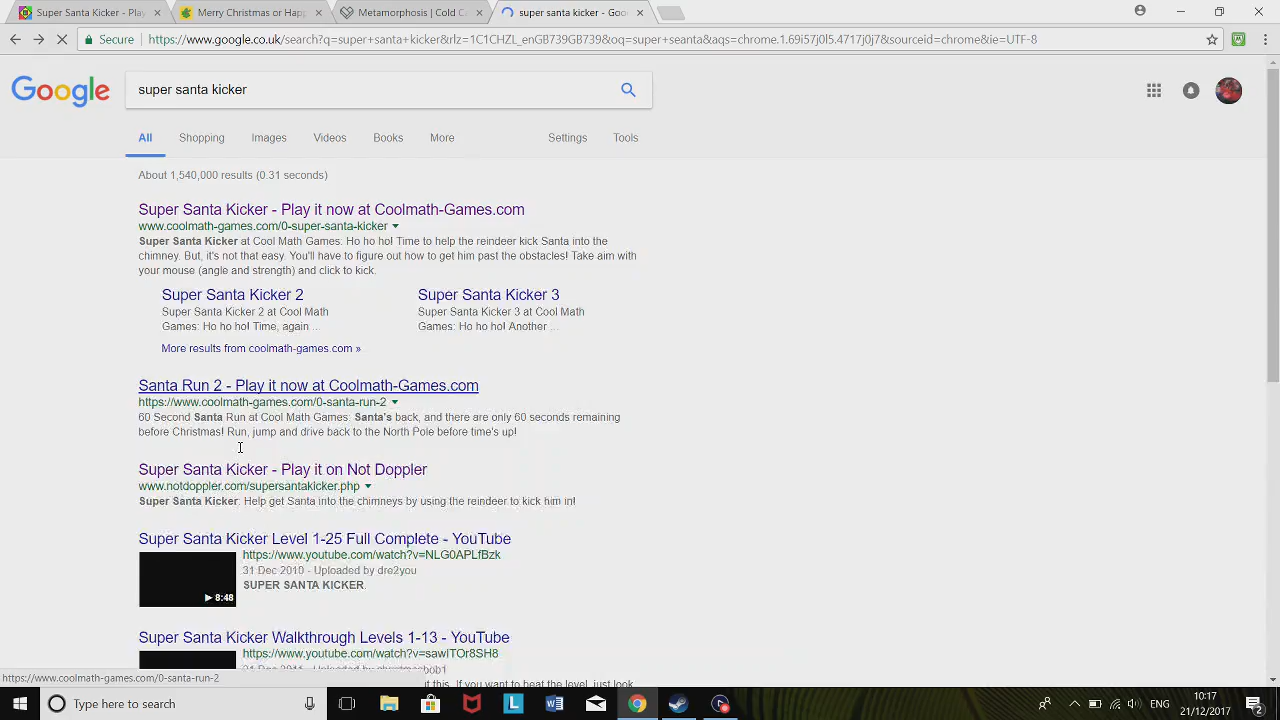 Super Santa Kicker - Play
Merry Christmas or Happ
Metamorphosis | Cold C
super santa kicker - Goo
Secure
https://www.google.co.uk/search?q=super+santa+kicker&rlz=1C1CHZL_enGB739GB739&oq=super+seanta&aqs=chrome.1.69i57j0l5.4717j0j7&sourceid=chrome&ie=UTF-8
Google
super santa kicker
All Shopping Images Videos Books More Settings Tools
About 1,540,000 results (0.31 seconds)
Super Santa Kicker - Play it now at Coolmath-Games.com
www.coolmath-games.com/0-super-santa-kicker
Super Santa Kicker at Cool Math Games: Ho ho ho! Time to help the reindeer kick Santa into the
chimney. But, it's not that easy. You'll have to figure out how to get him past the obstacles! Take aim with
your mouse (angle and strength) and click to kick.
Super Santa Kicker 2
Super Santa Kicker 2 at Cool Math
Games: Ho ho ho! Time, again ...
Super Santa Kicker 3
Super Santa Kicker 3 at Cool Math
Games: Ho ho ho! Another ...
More results from coolmath-games.com »
Santa Run 2 - Play it now at Coolmath-Games.com
https://www.coolmath-games.com/0-santa-run-2
60 Second Santa Run at Cool Math Games: Santa's back, and there are only 60 seconds remaining
before Christmas! Run, jump and drive back to the North Pole before time's up!
Super Santa Kicker - Play it on Not Doppler
www.notdoppler.com/supersantakicker.php
Super Santa Kicker: Help get Santa into the chimneys by using the reindeer to kick him in!
Super Santa Kicker Level 1-25 Full Complete - YouTube
https://www.youtube.com/watch?v=NLG0APLfBzk
31 Dec 2010 - Uploaded by dre2you
SUPER SANTA KICKER.
8:48
Super Santa Kicker Walkthrough Levels 1-13 - YouTube
https://www.youtube.com/watch?v=sawITOr8SH8
https://www.coolmath-games.com/0-santa-run-2
Type here to search
ENG
10:17
21/12/2017
2